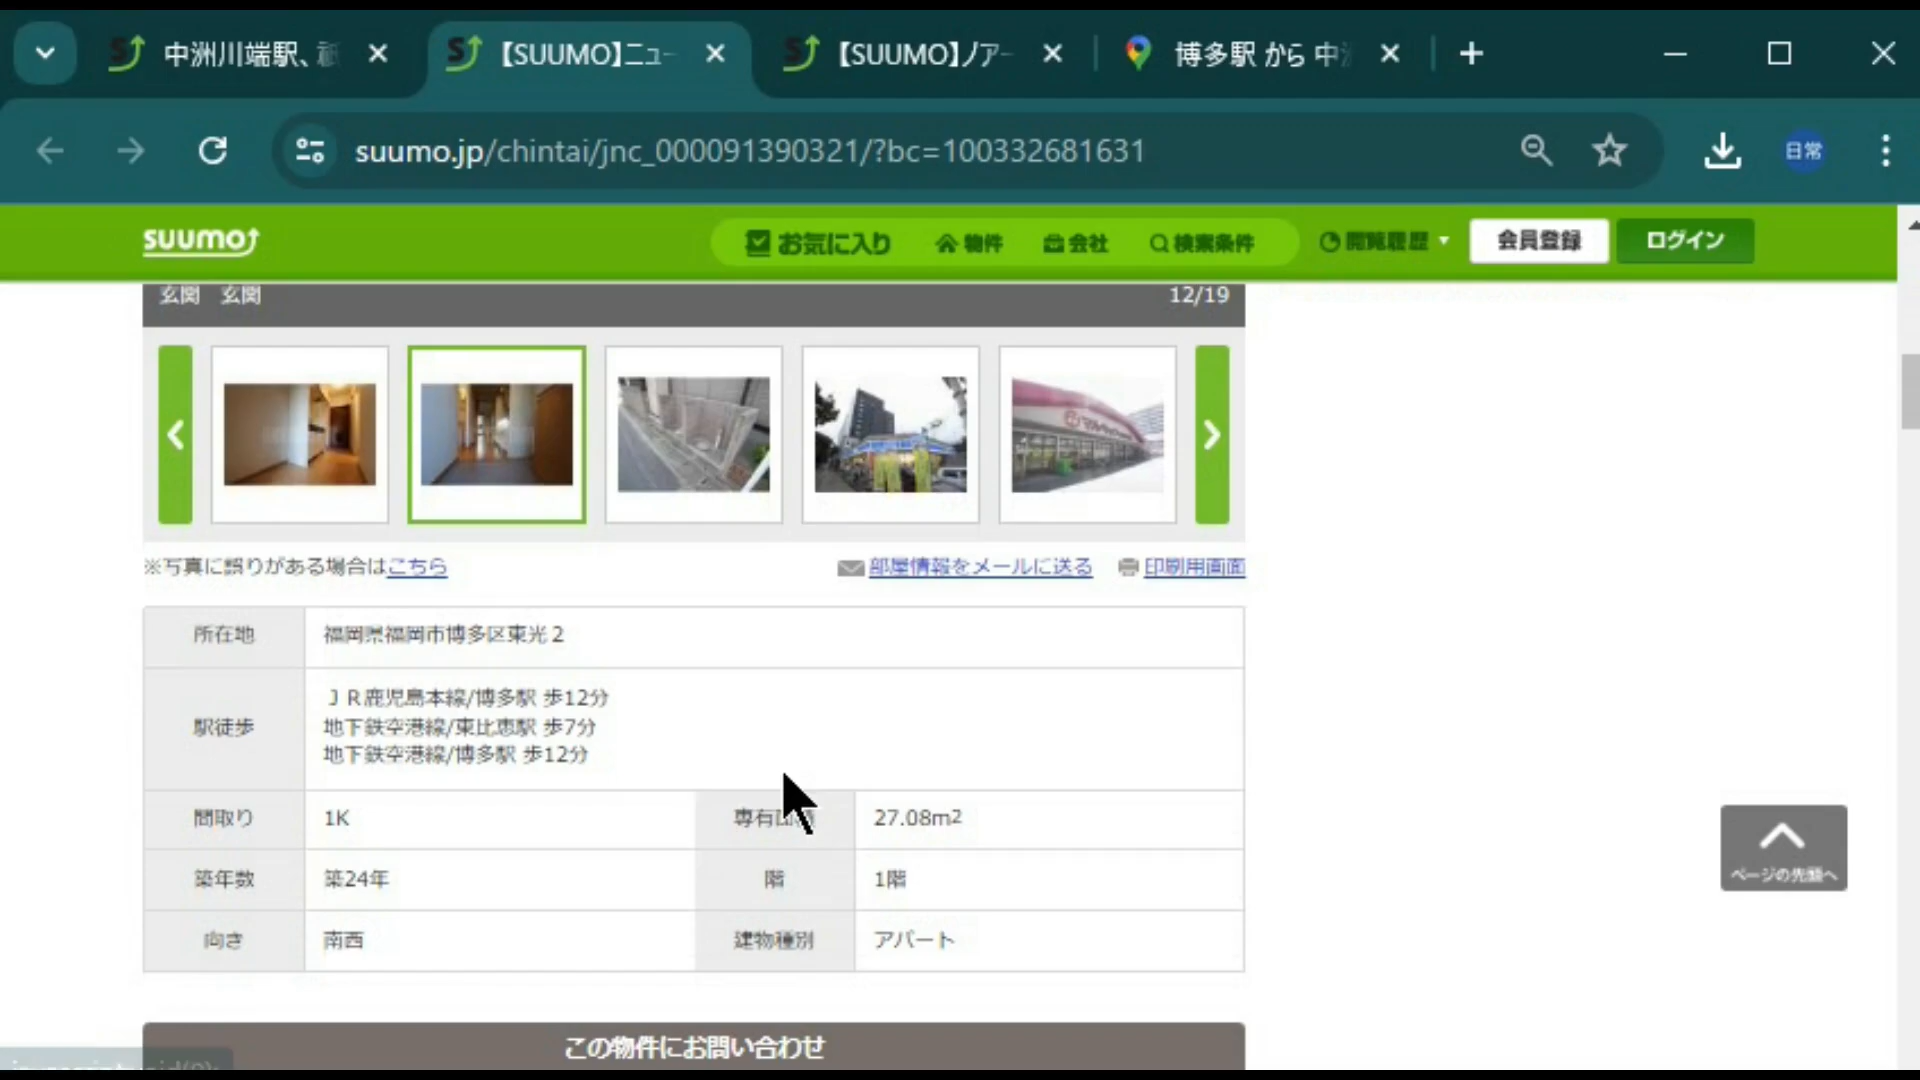 中洲川端駅、祇
【SUUMO】ニュー
【SUUMO】ノアー
博多駅 から 中
suumo.jp/chintai/jnc_000091390321/?bc=100332681631
日常
suumo
お気に入り
物件
会社
検索条件
閲覧履歴
会員登録
ログイン
玄関 玄関
12/19
※写真に誤りがある場合はこちら
部屋情報をメールに送る
印刷用画面
所在地
福岡県福岡市博多区東光２
駅徒歩
ＪＲ鹿児島本線/博多駅 歩12分
地下鉄空港線/東比恵駅 歩7分
地下鉄空港線/博多駅 歩12分
間取り
1K
専有
27.08m2
築年数
築24年
階
1階
向き
南西
建物種別
アパート
ページの先頭へ
この物件にお問い合わせ